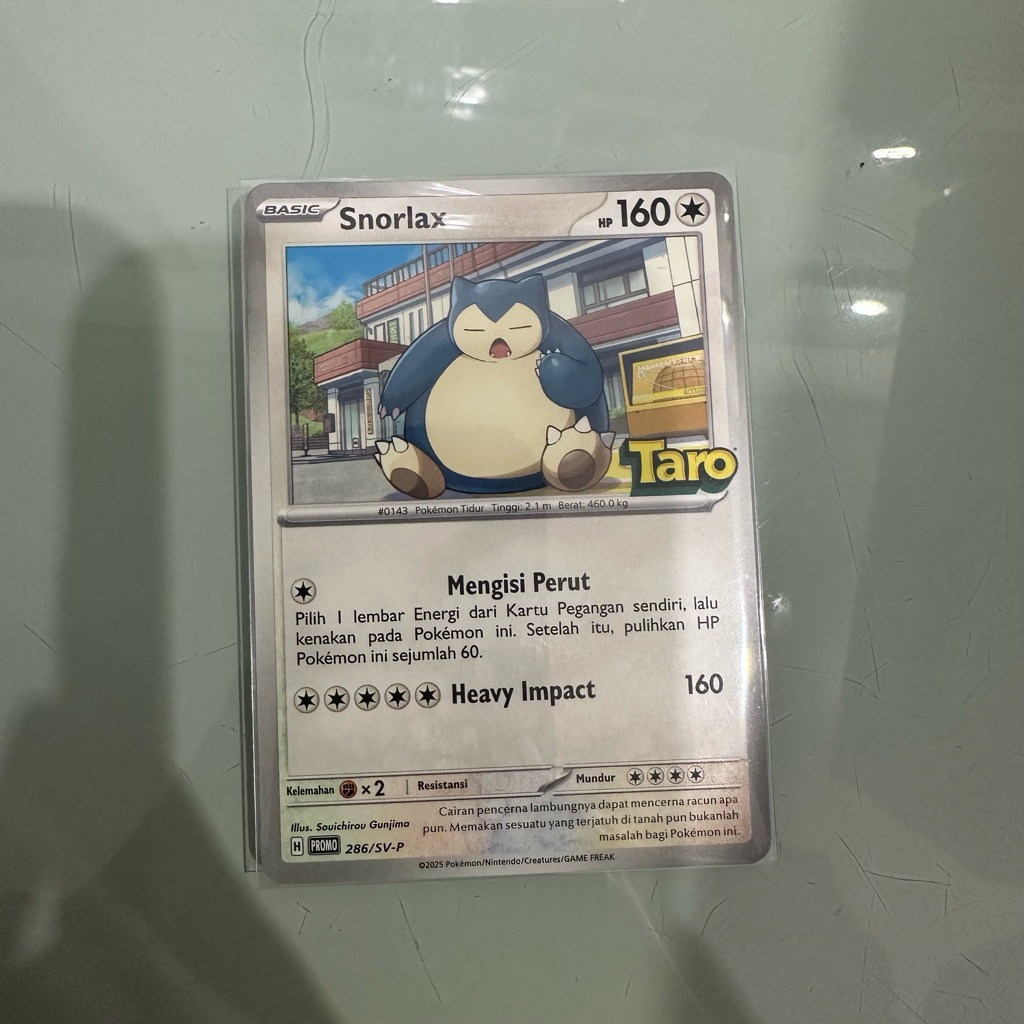 BASIC Snorlax HP 160
Taro
#0143 Pokémon Tidur Tinggi: 2.1 m Berat: 460.0 kg
Mengisi Perut
Pilih 1 lembar Energi dari Kartu Pegangan sendiri, lalu
kenakan pada Pokémon ini. Setelah itu, pulihkan HP
Pokémon ini sejumlah 60.
Heavy Impact 160
Kelemahan ×2 Resistansi Mundur
Cairan pencerna lambungnya dapat mencerna racun apa
pun. Memakan sesuatu yang terjatuh di tanah pun bukanlah
masalah bagi Pokémon ini.
Illus. Souichirou Gunjima
H PROMO 286/SV-P
©2025 Pokémon/Nintendo/Creatures/GAME FREAK